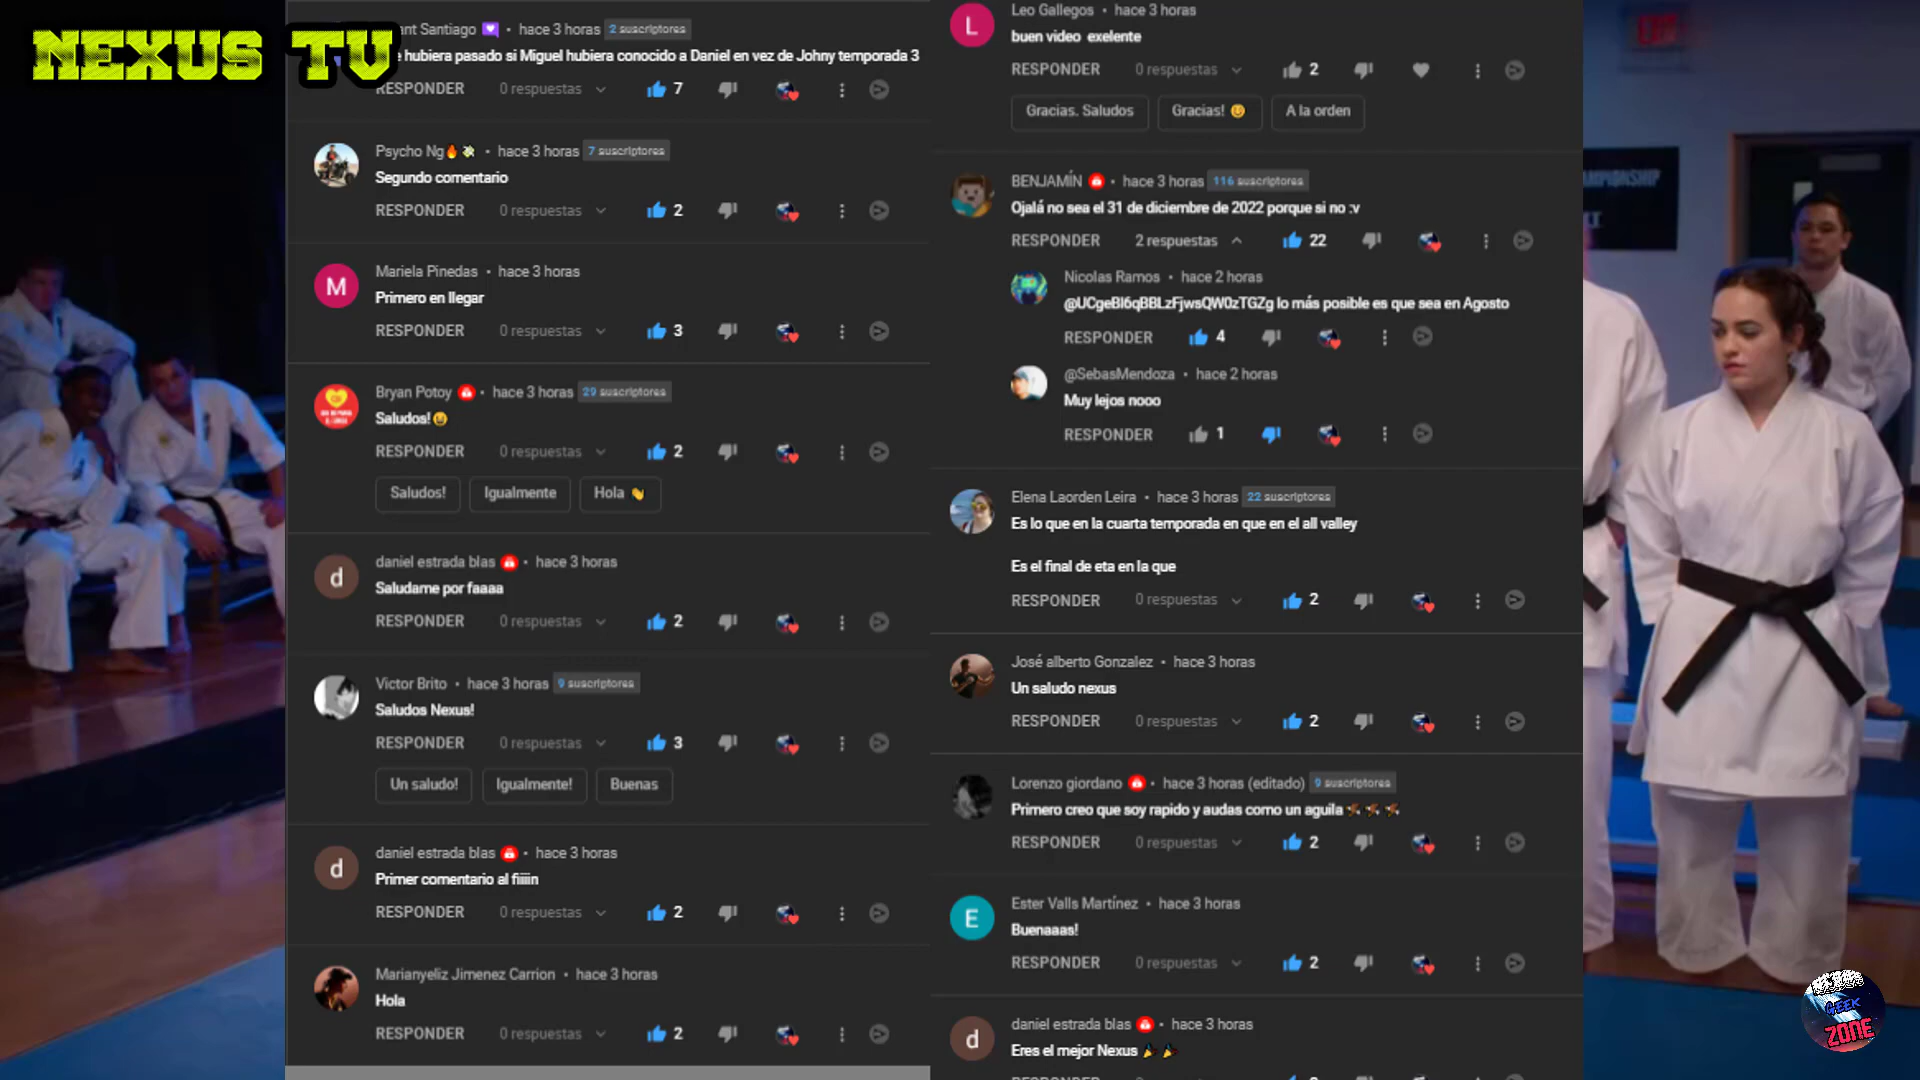 NEXUS TV
ant Santiago • hace 3 horas 2 suscriptores
e hubiera pasado si Miguel hubiera conocido a Daniel en vez de Johny temporada 3
RESPONDER 0 respuestas 7
Psycho Ng • hace 3 horas 7 suscriptores
Segundo comentario
RESPONDER 0 respuestas 2
M
Mariela Pinedas • hace 3 horas
Primero en llegar
RESPONDER 0 respuestas 3
Bryan Potoy • hace 3 horas 29 suscriptores
Saludos!
RESPONDER 0 respuestas 2
Saludos! Igualmente Hola
d
daniel estrada blas • hace 3 horas
Saludame por faaaa
RESPONDER 0 respuestas 2
Victor Brito • hace 3 horas 9 suscriptores
Saludos Nexus!
RESPONDER 0 respuestas 3
Un saludo! Igualmente! Buenas
d
daniel estrada blas • hace 3 horas
Primer comentario al fiiiin
RESPONDER 0 respuestas 2
Marianyeliz Jimenez Carrion • hace 3 horas
Hola
RESPONDER 0 respuestas 2
L
Leo Gallegos • hace 3 horas
buen video exelente
RESPONDER 0 respuestas 2
Gracias. Saludos Gracias! A la orden
BENJAMÍN • hace 3 horas 116 suscriptores
Ojalá no sea el 31 de diciembre de 2022 porque si no :v
RESPONDER 2 respuestas 22
Nicolas Ramos • hace 2 horas
@UCgeBl6qBBLzFjwsQW0zTGZg lo más posible es que sea en Agosto
RESPONDER 4
@SebasMendoza • hace 2 horas
Muy lejos nooo
RESPONDER 1
Elena Laorden Leira • hace 3 horas 22 suscriptores
Es lo que en la cuarta temporada en que en el all valley
Es el final de eta en la que
RESPONDER 0 respuestas 2
José alberto Gonzalez • hace 3 horas
Un saludo nexus
RESPONDER 0 respuestas 2
Lorenzo giordano • hace 3 horas (editado) 9 suscriptores
Primero creo que soy rapido y audas como un aguila
RESPONDER 0 respuestas 2
E
Ester Valls Martínez • hace 3 horas
Buenaaas!
RESPONDER 0 respuestas 2
d
daniel estrada blas • hace 3 horas
Eres el mejor Nexus
GEEK
ZONE